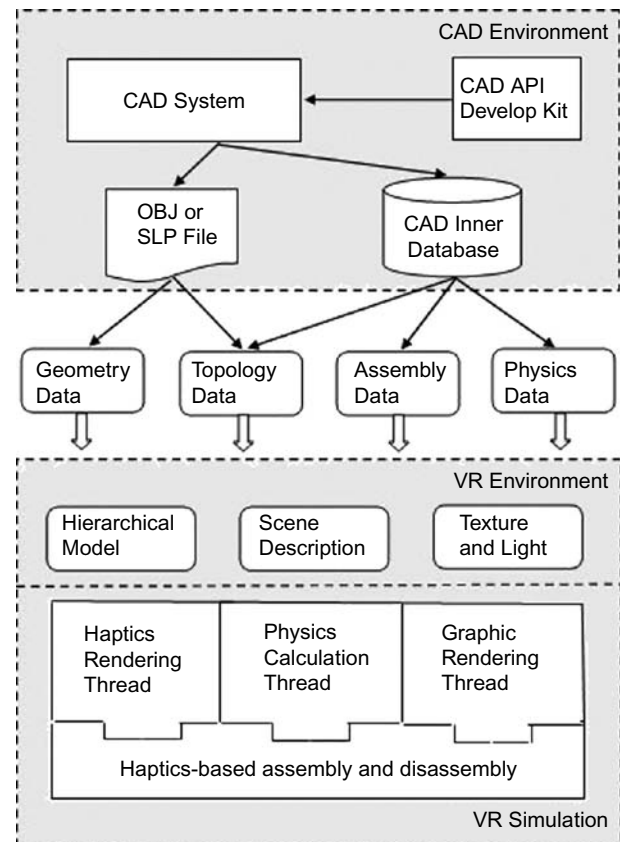 CAD Environment
CAD System
CAD API
Develop Kit
OBJ or
SLP File
CAD Inner
Database
Geometry
Data
Topology
Data
Assembly
Data
Physics
Data
VR Environment
Hierarchical
Model
Scene
Description
Texture
and Light
Haptics
Rendering
Thread
Physics
Calculation
Thread
Graphic
Rendering
Thread
Haptics-based assembly and disassembly
VR Simulation